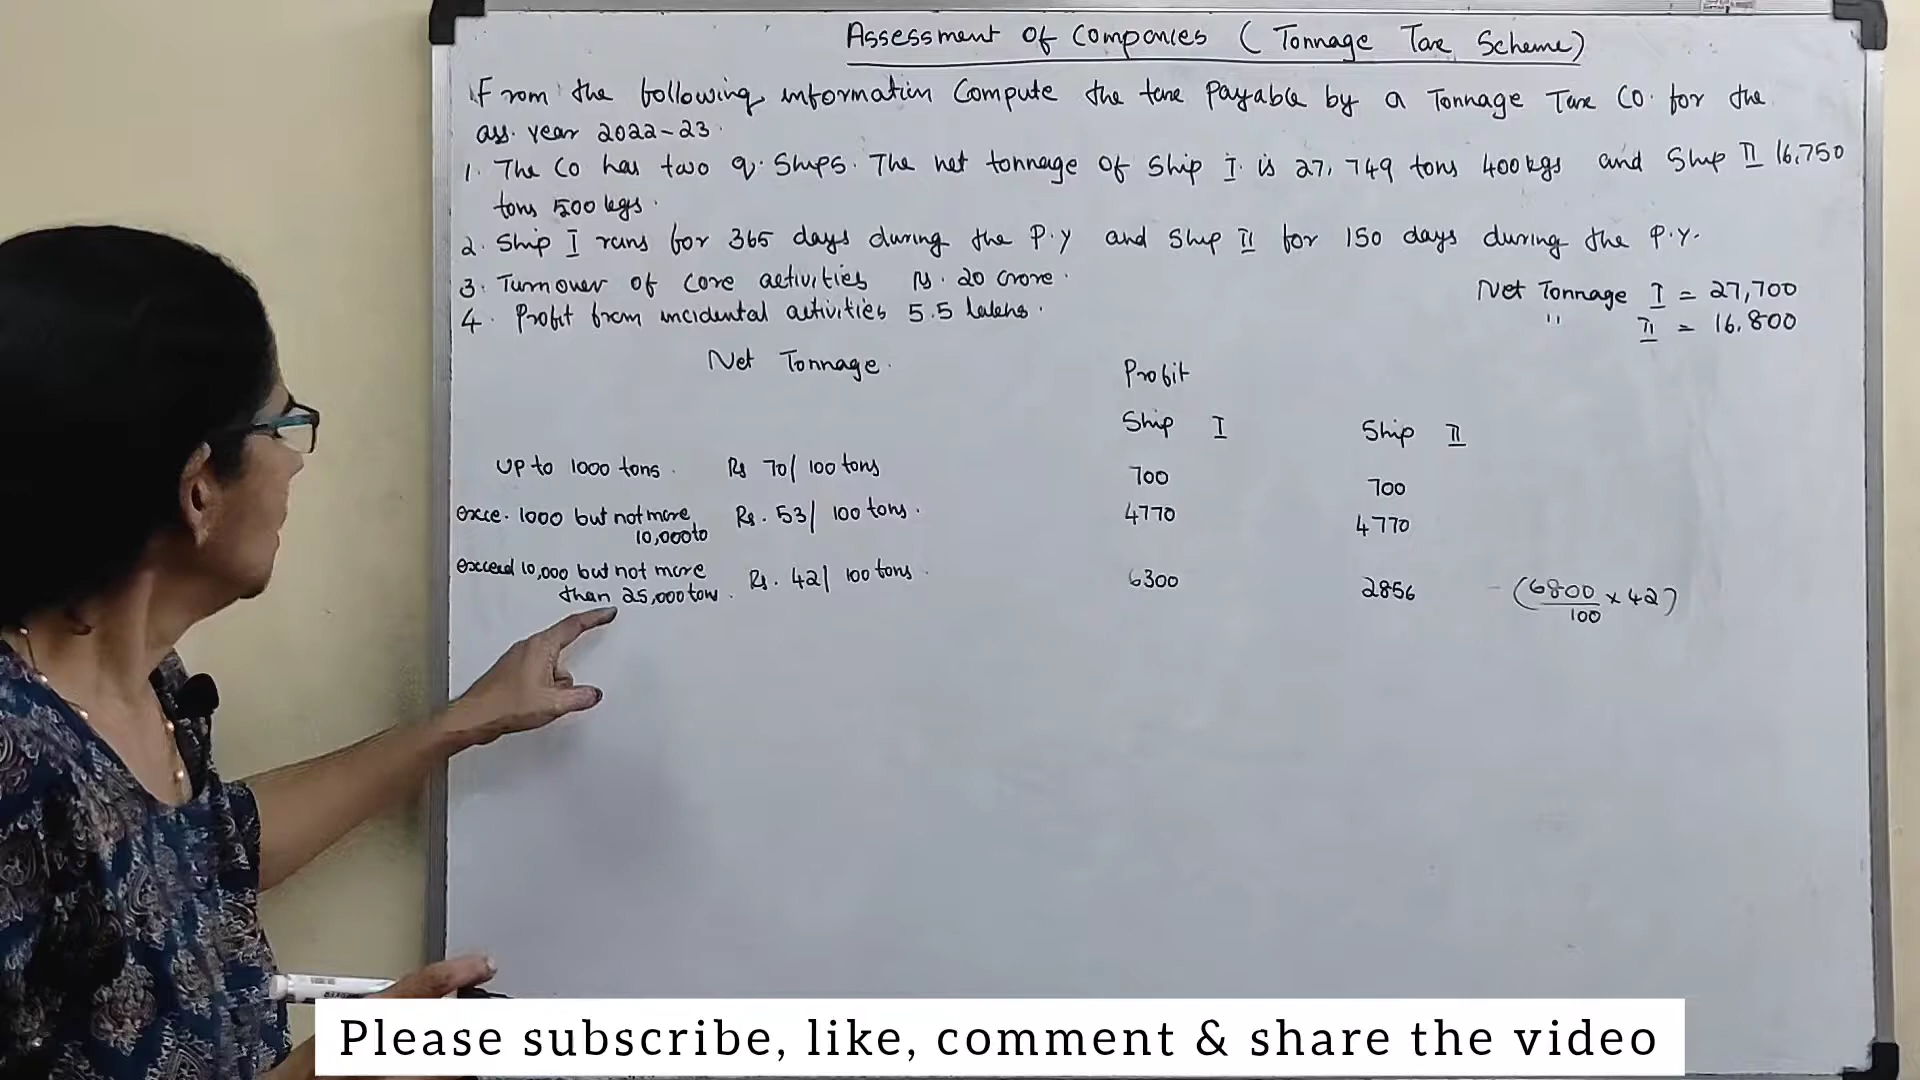 Assessment of Companies (Tonnage Tax Scheme)
From the following information Compute the tax payable by a Tonnage Tax Co. for the
ass. year 2022-23.
1. The Co has two q. Ships. The net tonnage of Ship I is 27,749 tons 400kgs and Ship II 16,750
tons 500 kgs.
2. Ship I runs for 365 days during the P.Y and Ship II for 150 days during the P.Y.
3. Turnover of core activities Rs. 20 crore.
4. Profit from incidental activities 5.5 lakhs.
Net Tonnage I = 27,700
" II = 16,800
Net Tonnage.
Profit
Ship I Ship II
Up to 1000 tons. Rs 70/ 100 tons 700 700
exce. 1000 but not more Rs. 53/ 100 tons. 4770 4770
10,000 to
exceed 10,000 but not more Rs. 42/ 100 tons. 6300 2856 - (6800/100 × 42)
than 25,000 ton.
Please subscribe, like, comment & share the video